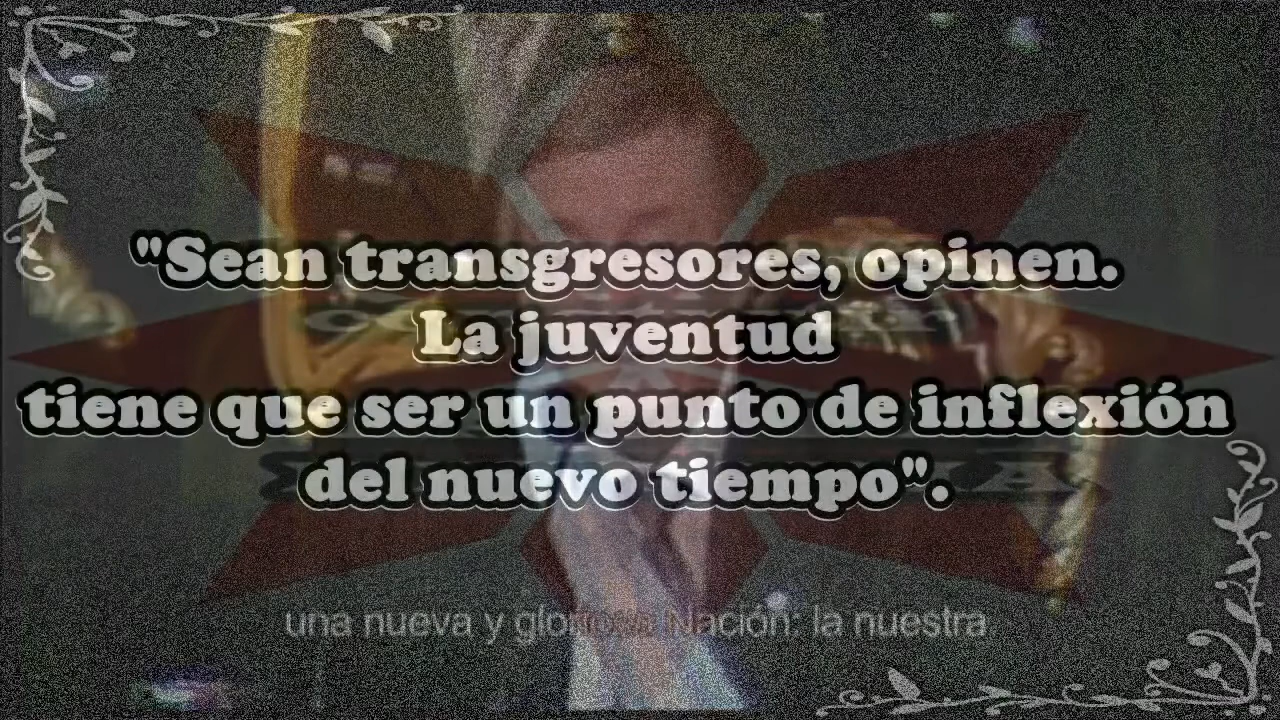 "Sean transgresores, opinen.
La juventud
tiene que ser un punto de inflexión
del nuevo tiempo".
una nueva y gloriosa Nación: la nuestra